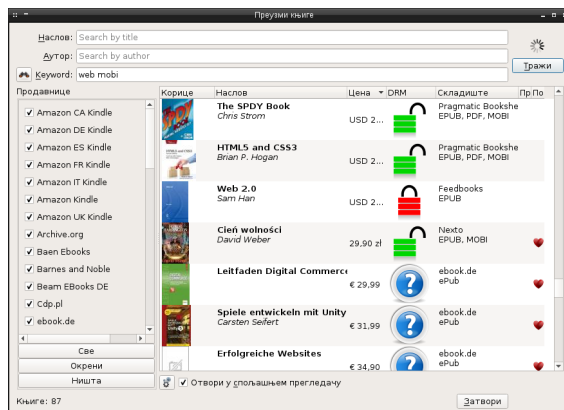 Преузми књиге
Наслов: Search by title
Аутор: Search by author
Keyword: web mobi
Тражи
Продавнице
Amazon CA Kindle
Amazon DE Kindle
Amazon ES Kindle
Amazon FR Kindle
Amazon IT Kindle
Amazon Kindle
Amazon UK Kindle
Archive.org
Baen Ebooks
Barnes and Noble
Beam EBooks DE
Cdp.pl
ebook.de
Све
Окрени
Ништа
Корице Наслов Цена DRM Складиште Пр По
The SPDY Book
Chris Strom
USD 2...
Pragmatic Bookshe
EPUB, PDF, MOBI
HTML5 and CSS3
Brian P. Hogan
USD 2...
Pragmatic Bookshe
EPUB, PDF, MOBI
Web 2.0
Sam Han
USD 2...
Feedbooks
EPUB
Cień wolności
David Weber
29,90 zł
Nexto
EPUB, MOBI
Leitfaden Digital Commerce
€ 29,99
ebook.de
ePub
Spiele entwickeln mit Unity
Carsten Seifert
€ 31,99
ebook.de
ePub
Erfolgreiche Websites
€ 34,90
ebook.de
ePub
Отвори у спољашњем прегледачу
Књиге: 87
Затвори